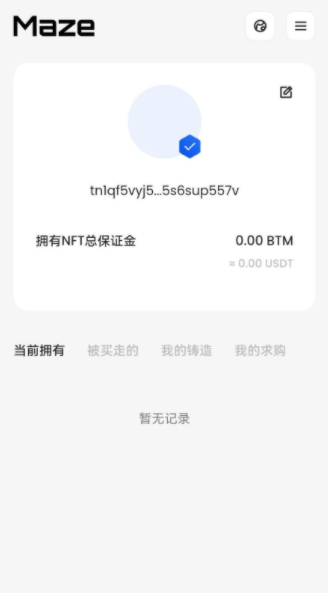 Maze
tn1qf5vyj5...5s6sup557v
拥有NFT总保证金 0.00 BTM
≈ 0.00 USDT
当前拥有 被买走的 我的铸造 我的求购
暂无记录